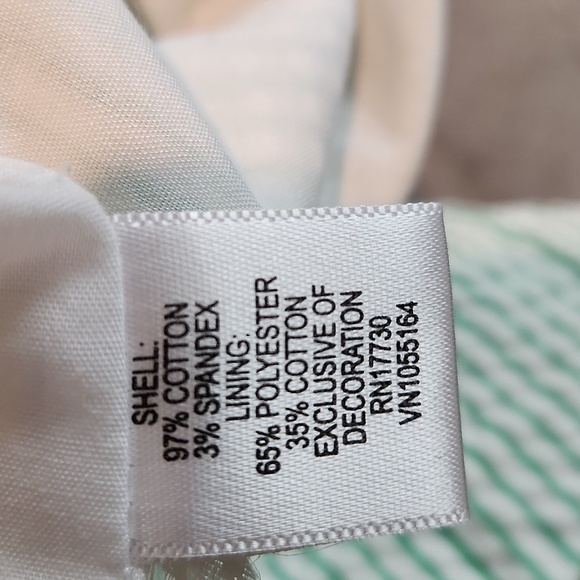 SHELL:
97% COTTON
3% SPANDEX
LINING:
65% POLYESTER
35% COTTON
EXCLUSIVE OF
DECORATION
RN17730
VN1055164